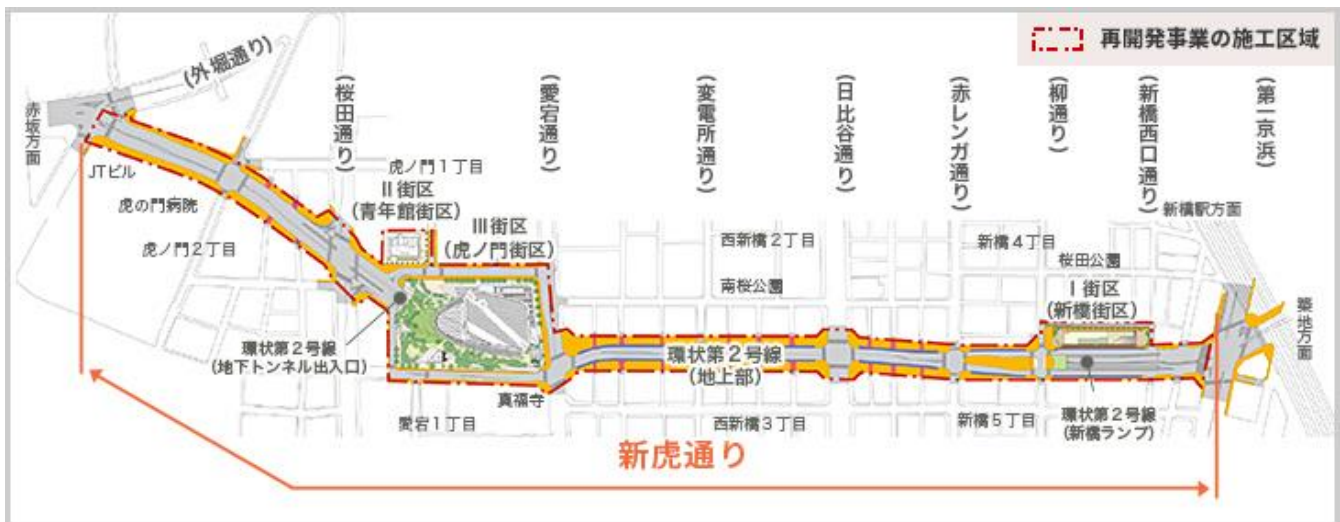 再開発事業の施工区域
(外堀通り)
赤坂方面
(桜田通り)
(愛宕通り)
(変電所通り)
(日比谷通り)
(赤レンガ通り)
(柳通り)
(新橋西口通り)
(第一京浜)
JTビル
虎の門病院
虎ノ門2丁目
虎ノ門1丁目
II街区
(青年館街区)
III街区
(虎ノ門街区)
西新橋2丁目
南桜公園
新橋4丁目
新橋駅方面
桜田公園
I街区
(新橋街区)
築地方面
環状第2号線
(地下トンネル出入口)
環状第2号線
(地上部)
真福寺
愛宕1丁目
西新橋3丁目
新橋5丁目
環状第2号線
(新橋ランプ)
新虎通り